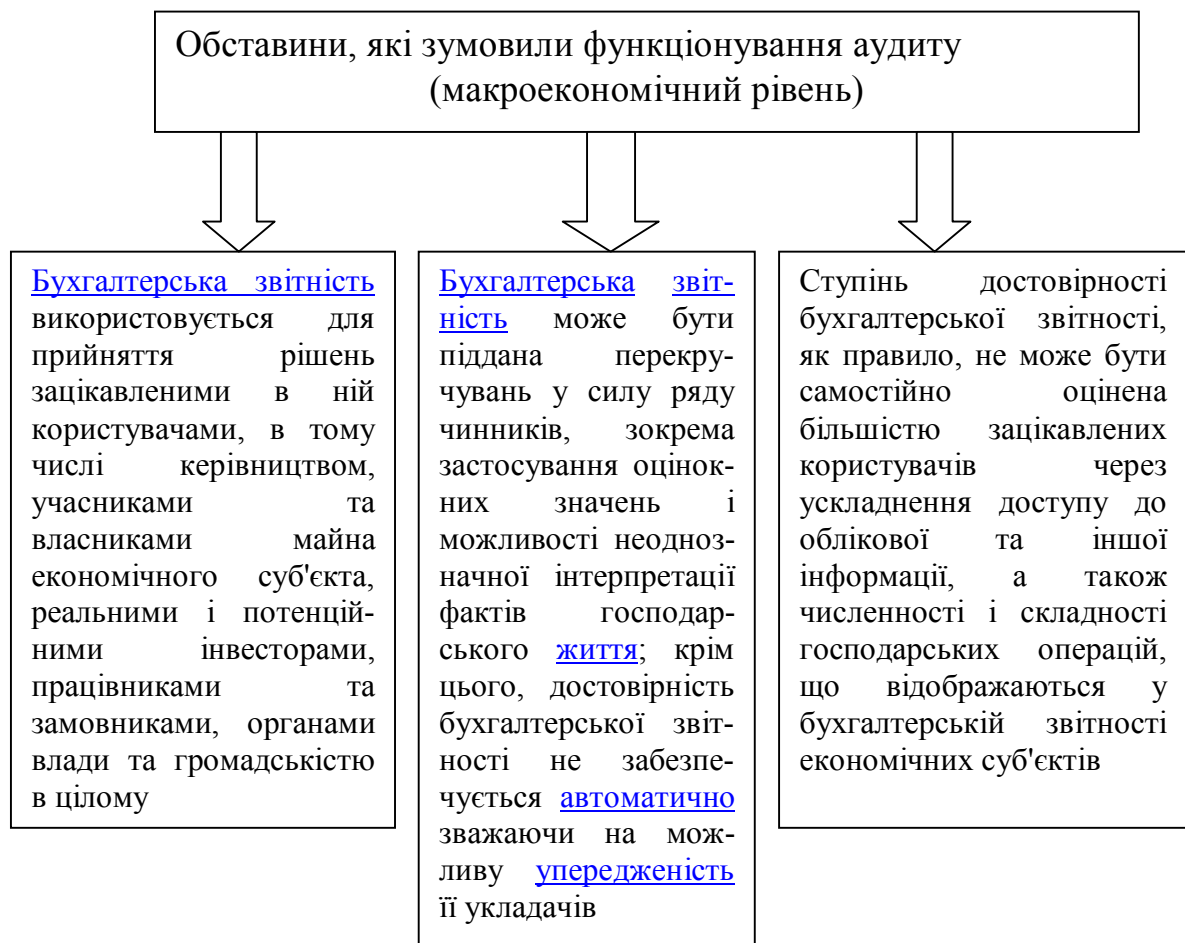 Обставини, які зумовили функціонування аудиту
(макроекономічний рівень)
Бухгалтерська звітність
використовується для
прийняття рішень
зацікавленими в ній
користувачами, в тому
числі керівництвом,
учасниками та
власниками майна
економічного суб'єкта,
реальними і потенцій-
ними інвесторами,
працівниками та
замовниками, органами
влади та громадськістю
в цілому
Бухгалтерська звіт-
ність може бути
піддана перекру-
чувань у силу ряду
чинників, зокрема
застосування оцінок-
них значень і
можливості неодноз-
начної інтерпретації
фактів господар-
ського життя; крім
цього, достовірність
бухгалтерської звіт-
ності не забезпе-
чується автоматично
зважаючи на мож-
ливу упередженість
її укладачів
Ступінь достовірності
бухгалтерської звітності,
як правило, не може бути
самостійно оцінена
більшістю зацікавлених
користувачів через
ускладнення доступу до
облікової та іншої
інформації, а також
численності і складності
господарських операцій,
що відображаються у
бухгалтерській звітності
економічних суб'єктів